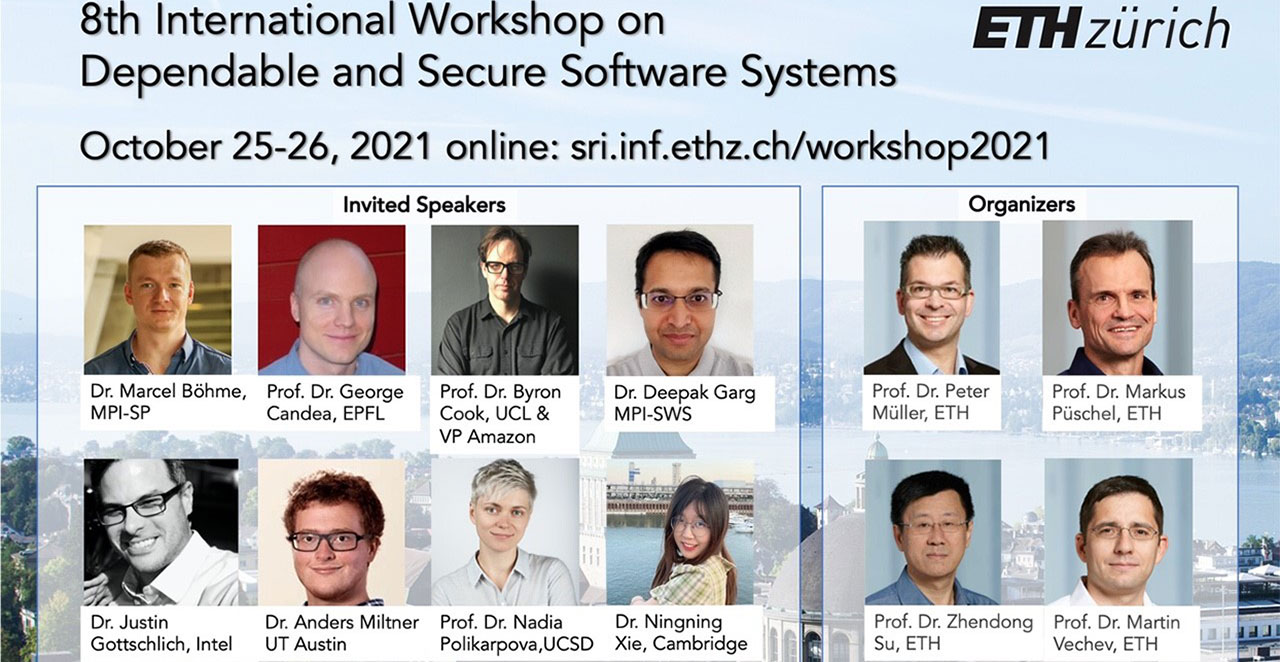 8th International Workshop on
Dependable and Secure Software Systems
ETH zürich
October 25-26, 2021 online: sri.inf.ethz.ch/workshop2021
Invited Speakers
Dr. Marcel Böhme,
MPI-SP
Prof. Dr. George
Candea, EPFL
Prof. Dr. Byron
Cook, UCL &
VP Amazon
Dr. Deepak Garg
MPI-SWS
Dr. Justin
Gottschlich, Intel
Dr. Anders Miltner
UT Austin
Prof. Dr. Nadia
Polikarpova,UCSD
Dr. Ningning
Xie, Cambridge
Organizers
Prof. Dr. Peter
Müller, ETH
Prof. Dr. Markus
Püschel, ETH
Prof. Dr. Zhendong
Su, ETH
Prof. Dr. Martin
Vechev, ETH